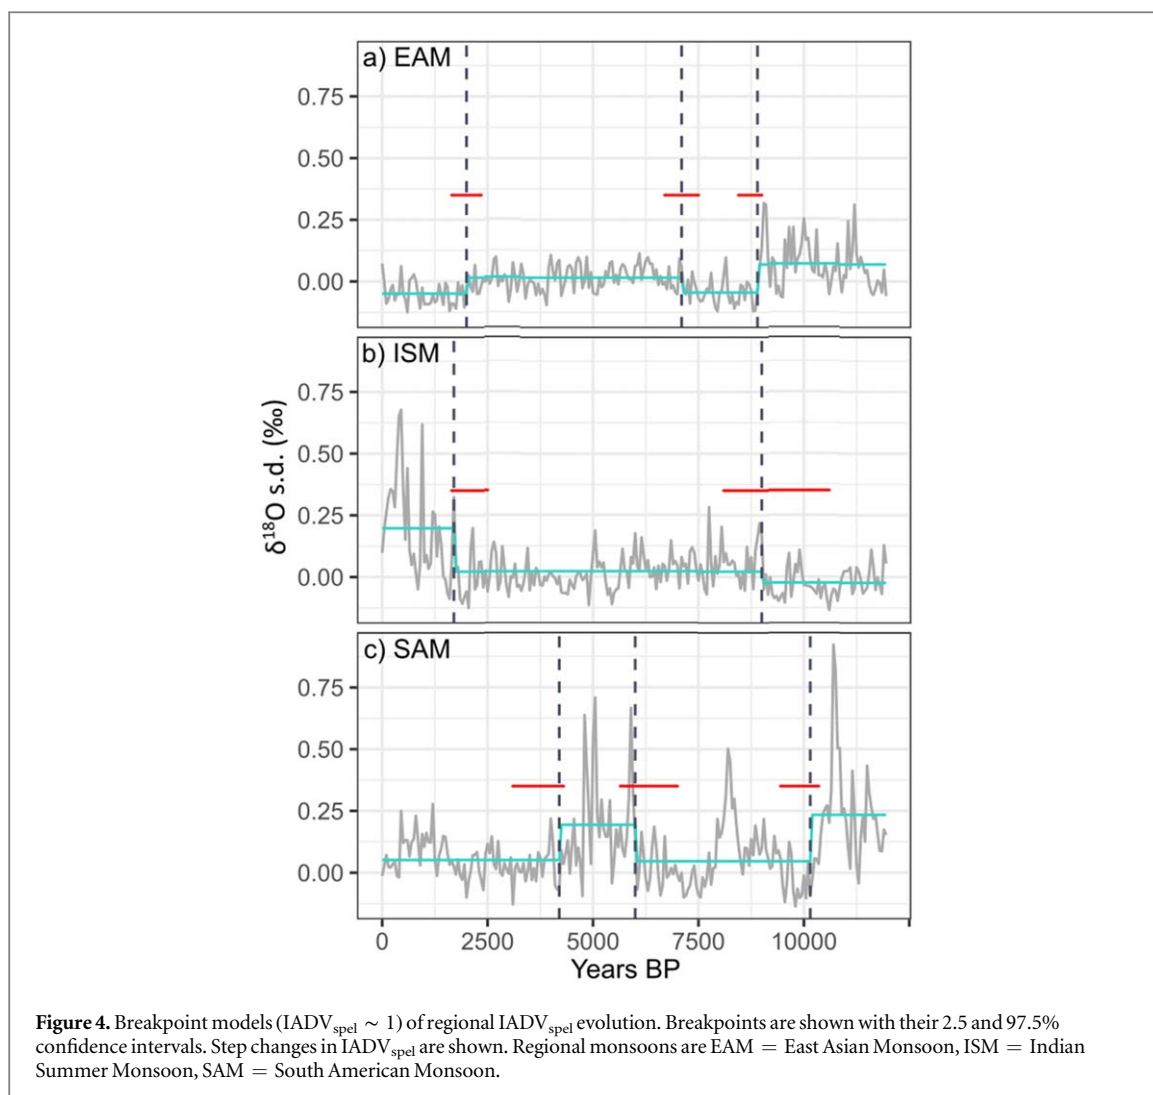 a) EAM
0.75
0.50
0.25
0.00
b) ISM
0.75
0.50
0.25
0.00
δ¹⁸O s.d. (‰)
c) SAM
0.75
0.50
0.25
0.00
0 2500 5000 7500 10000
Years BP
Figure 4. Breakpoint models (IADVspel ∼ 1) of regional IADVspel evolution. Breakpoints are shown with their 2.5 and 97.5%
confidence intervals. Step changes in IADVspel are shown. Regional monsoons are EAM = East Asian Monsoon, ISM = Indian
Summer Monsoon, SAM = South American Monsoon.